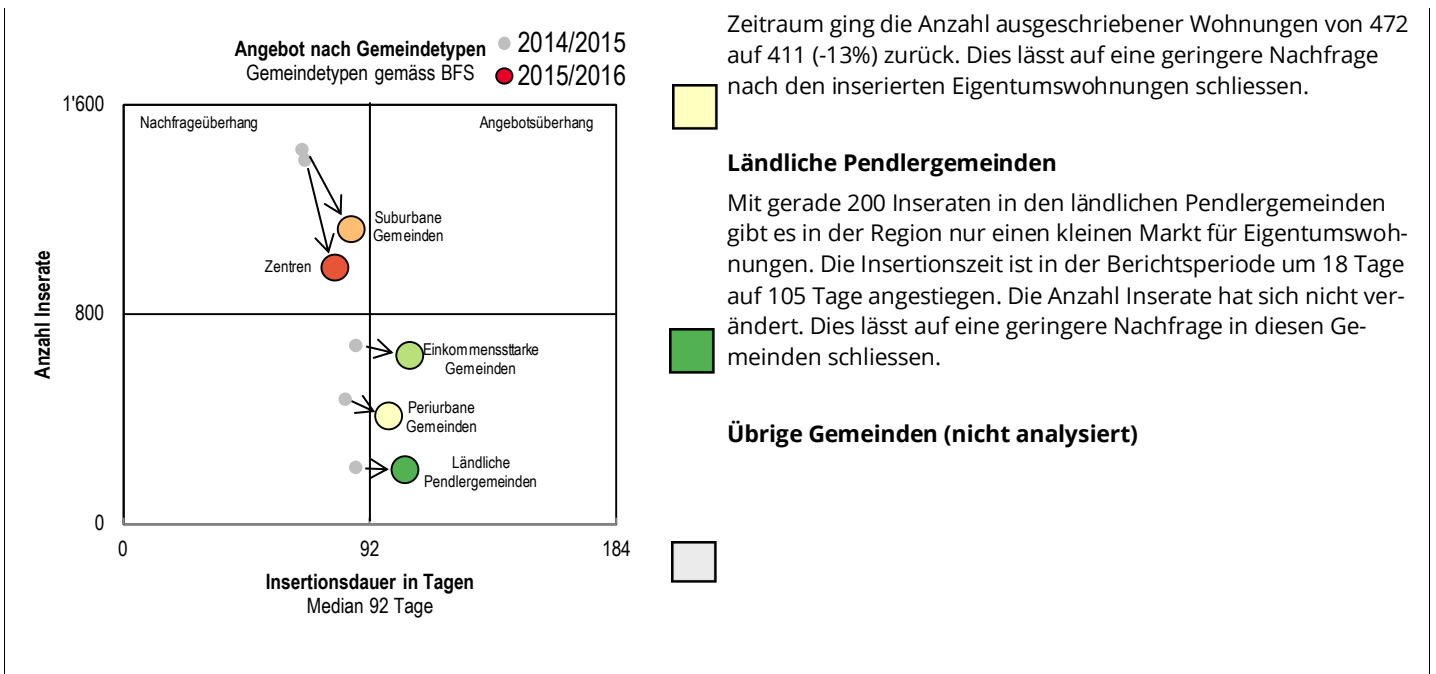 Angebot nach Gemeindetypen
Gemeindetypen gemäss BFS
2014/2015
2015/2016
1'600
Nachfrageüberhang
Angebotsüberhang
Suburbane
Gemeinden
Zentren
800
Einkommensttarke
Gemeinden
Periurbane
Gemeinden
Ländliche
Pendlergemeinden
0
0
92
184
Anzahl Inserate
Insertionsdauer in Tagen
Median 92 Tage
Zeitraum ging die Anzahl ausgeschriebener Wohnungen von 472
auf 411 (-13%) zurück. Dies lässt auf eine geringere Nachfrage
nach den inserierten Eigentumswohnungen schliessen.
Ländliche Pendlergemeinden
Mit gerade 200 Inseraten in den ländlichen Pendlergemeinden
gibt es in der Region nur einen kleinen Markt für Eigentumswoh-
nungen. Die Insertionszeit ist in der Berichtsperiode um 18 Tage
auf 105 Tage angestiegen. Die Anzahl Inserate hat sich nicht ver-
ändert. Dies lässt auf eine geringere Nachfrage in diesen Ge-
meinden schliessen.
Übrige Gemeinden (nicht analysiert)